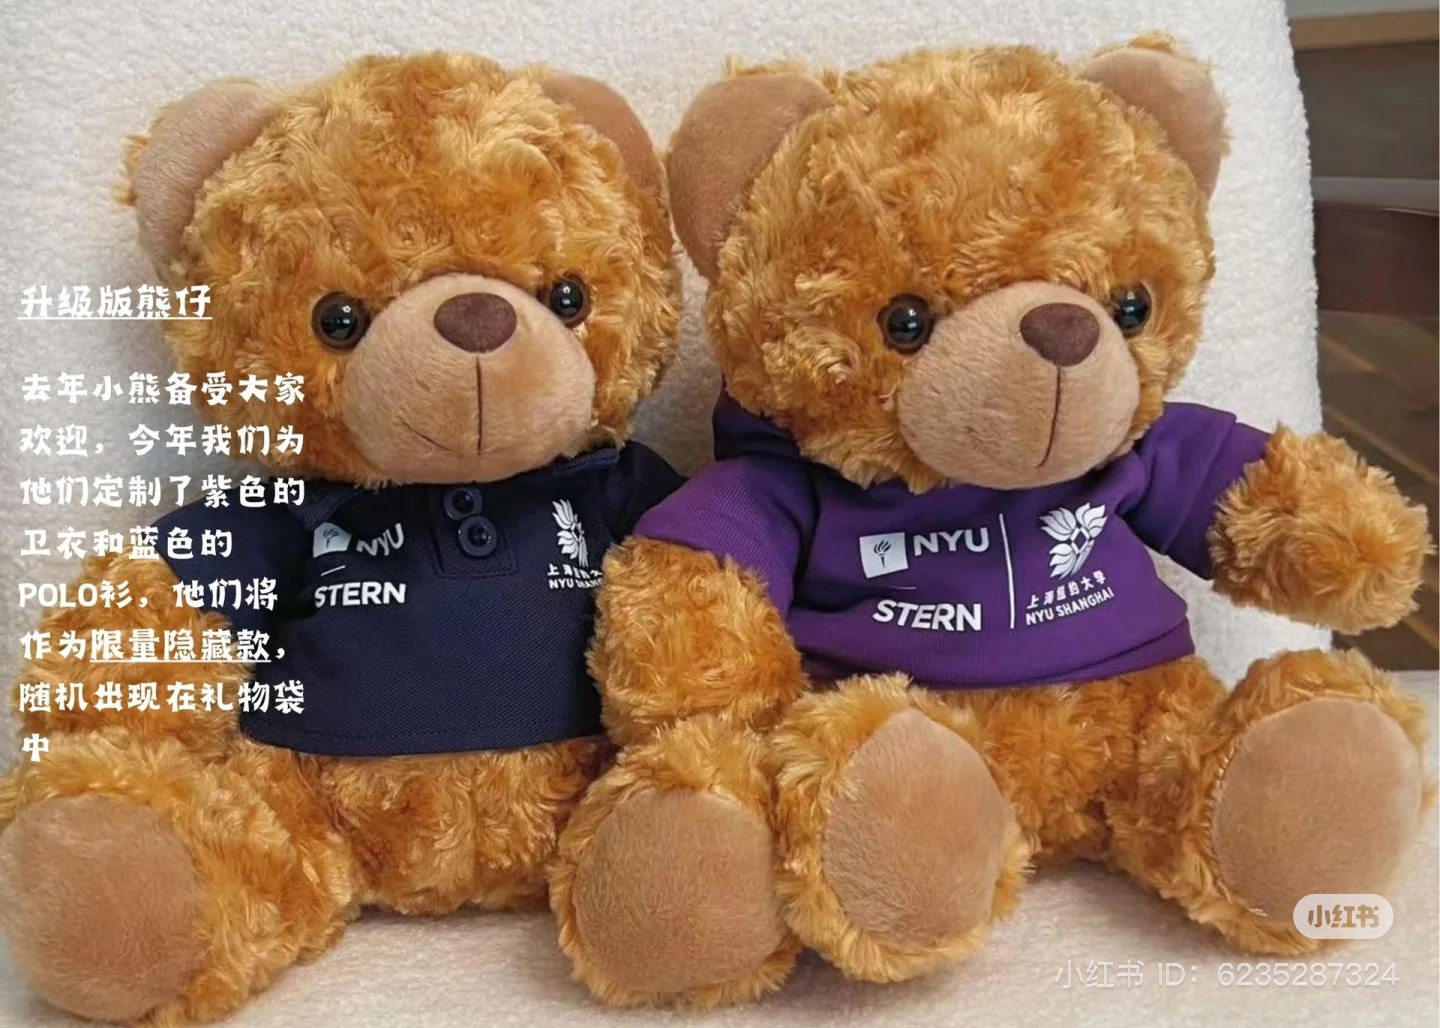 升级版熊仔
去年小熊备受大家
欢迎，今年我们为
他们定制了紫色的
卫衣和蓝色的
POLO衫，他们将
作为限量隐藏款，
随机出现在礼物袋
中
NYU
STERN
上海
NYU SHANG
NYU
STERN
上海纽约大学
NYU SHANGHAI
小红书
小红书 ID：6235287324